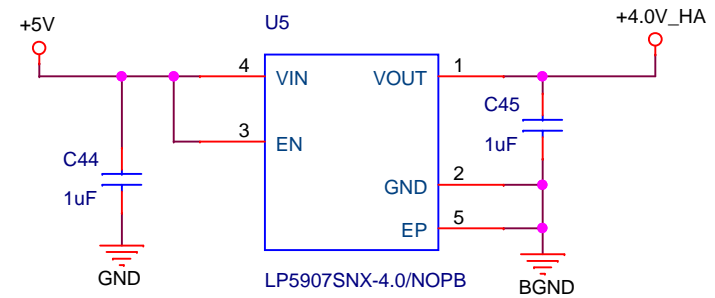 +5V
U5
+4.0V_HA
4
VIN
VOUT
1
C45
1uF
3
EN
C44
1uF
GND
2
EP
5
GND
LP5907SNX-4.0/NOPB
BGND